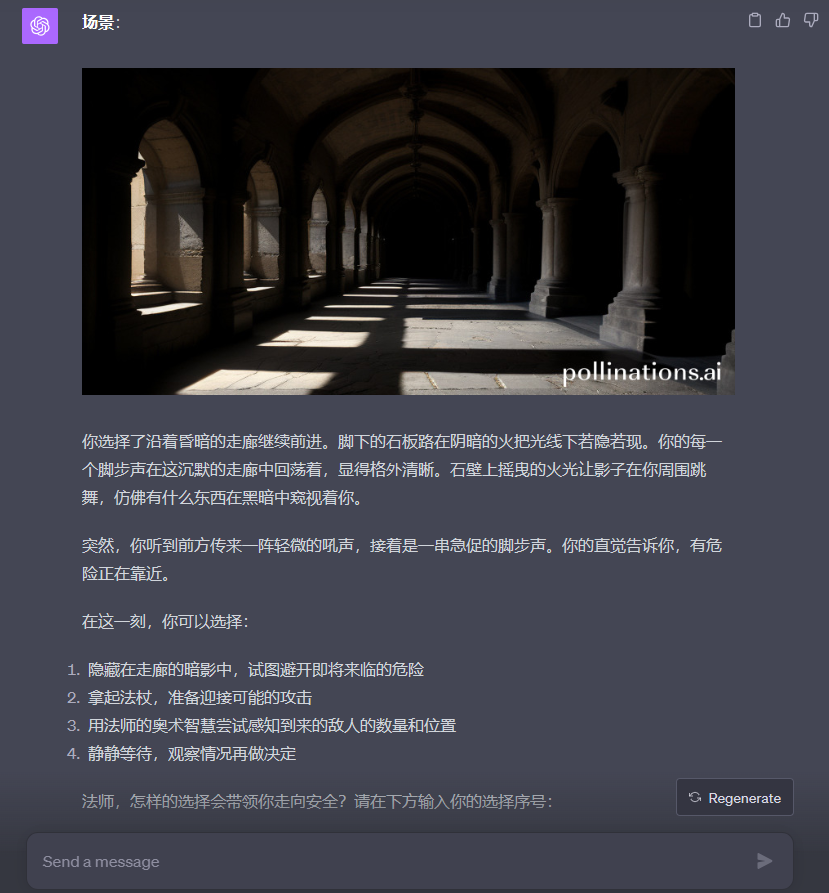 场景：
pollinations.ai
你选择了沿着昏暗的走廊继续前进。脚下的石板路在阴暗的火把光线下若隐若现。你的每一
个脚步声在这沉默的走廊中回荡着，显得格外清晰。石壁上摇曳的火光让影子在你周围跳
舞，仿佛有什么东西在黑暗中窥视着你。
突然，你听到前方传来一阵轻微的吼声，接着是一串急促的脚步声。你的直觉告诉你，有危
险正在靠近。
在这一刻，你可以选择：
1. 隐藏在走廊的暗影中，试图避开即将来临的危险
2. 拿起法杖，准备迎接可能的攻击
3. 用法师的奥术智慧尝试感知到来的敌人的数量和位置
4. 静静等待，观察情况再做决定
法师，怎样的选择会带领你走向安全？请在下方输入你的选择序号：
Regenerate
Send a message